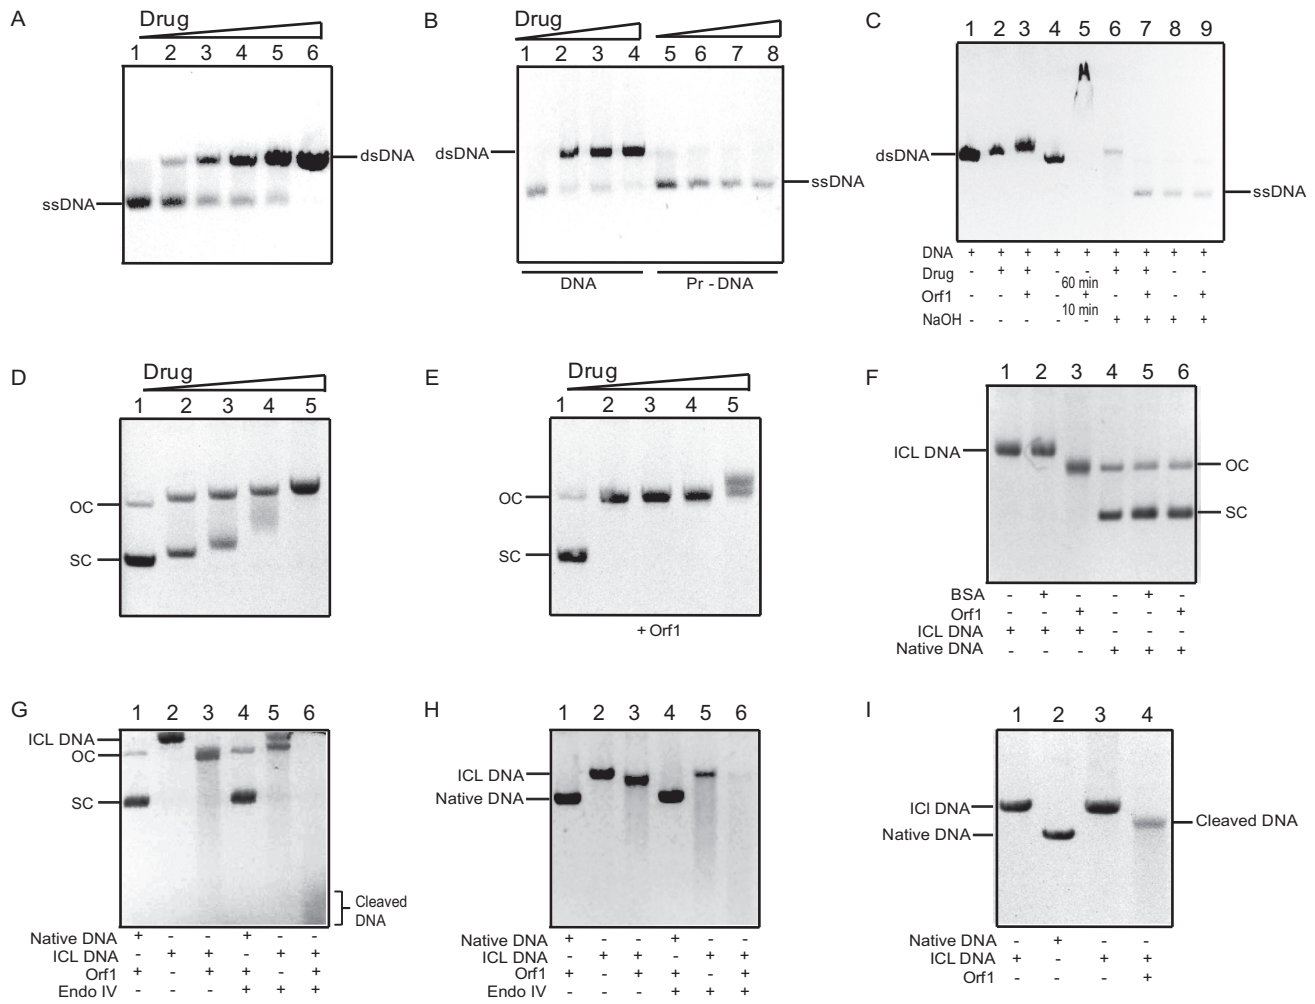 A
Drug
1 2 3 4 5 6
dsDNA
ssDNA
B
Drug
1 2 3 4 5 6 7 8
dsDNA
ssDNA
DNA
Pr - DNA
C
1 2 3 4 5 6 7 8 9
dsDNA
ssDNA
DNA + + + + + + + + +
Drug - + + - - + + - -
60 min
Orf1 - - + - + - + - +
10 min
NaOH - - - - - + + + +
D
Drug
1 2 3 4 5
OC
SC
E
Drug
1 2 3 4 5
OC
SC
+ Orf1
F
1 2 3 4 5 6
ICL DNA
OC
SC
BSA - + - - + -
Orf1 - - + - - +
ICL DNA + + + - - -
Native DNA - - - + + +
G
1 2 3 4 5 6
ICL DNA
OC
SC
Cleaved
DNA
Native DNA + - - + - -
ICL DNA - + + - + +
Orf1 + - + + - +
Endo IV - - - + + +
H
1 2 3 4 5 6
ICL DNA
Native DNA
Native DNA + - - + - -
ICL DNA - + + - + +
Orf1 + - + + - +
Endo IV - - - + + +
I
1 2 3 4
ICl DNA
Native DNA
Cleaved DNA
Native DNA - + - -
ICL DNA + - + +
Orf1 - - - +